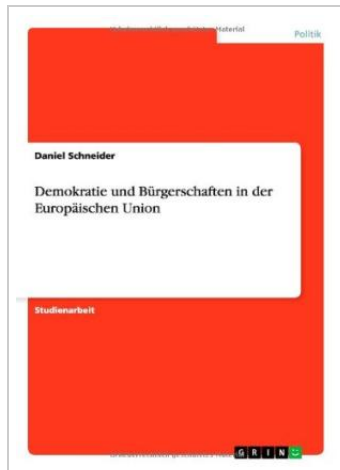 Politik
Daniel Schneider
Demokratie und Bürgerschaften in der
Europäischen Union
Studienarbeit
GRIN